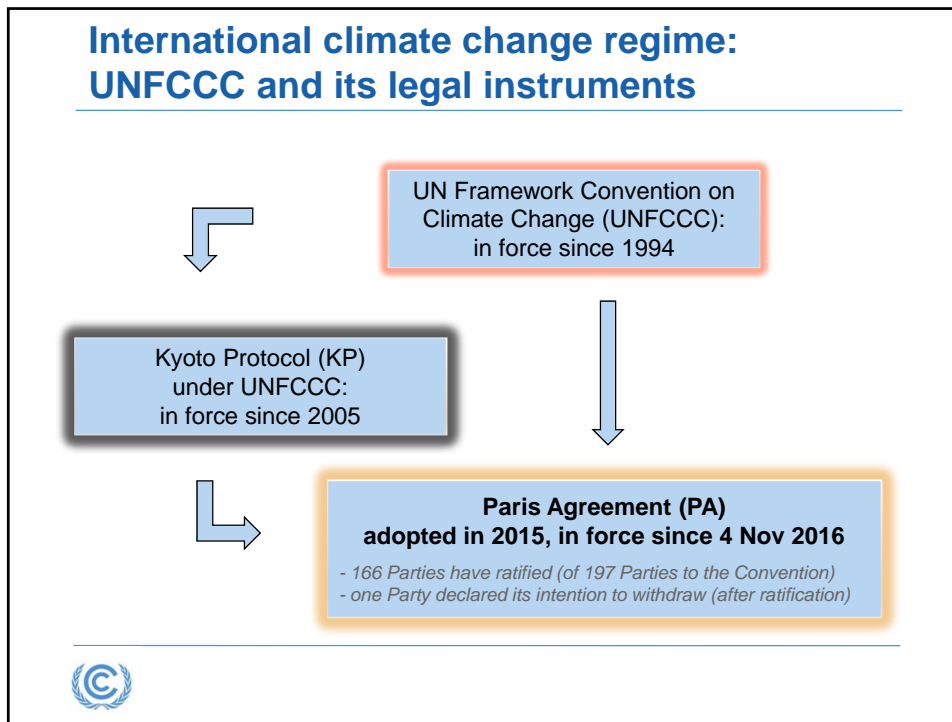 International climate change regime:
UNFCCC and its legal instruments
UN Framework Convention on
Climate Change (UNFCCC):
in force since 1994
Kyoto Protocol (KP)
under UNFCCC:
in force since 2005
Paris Agreement (PA)
adopted in 2015, in force since 4 Nov 2016
- 166 Parties have ratified (of 197 Parties to the Convention)
- one Party declared its intention to withdraw (after ratification)